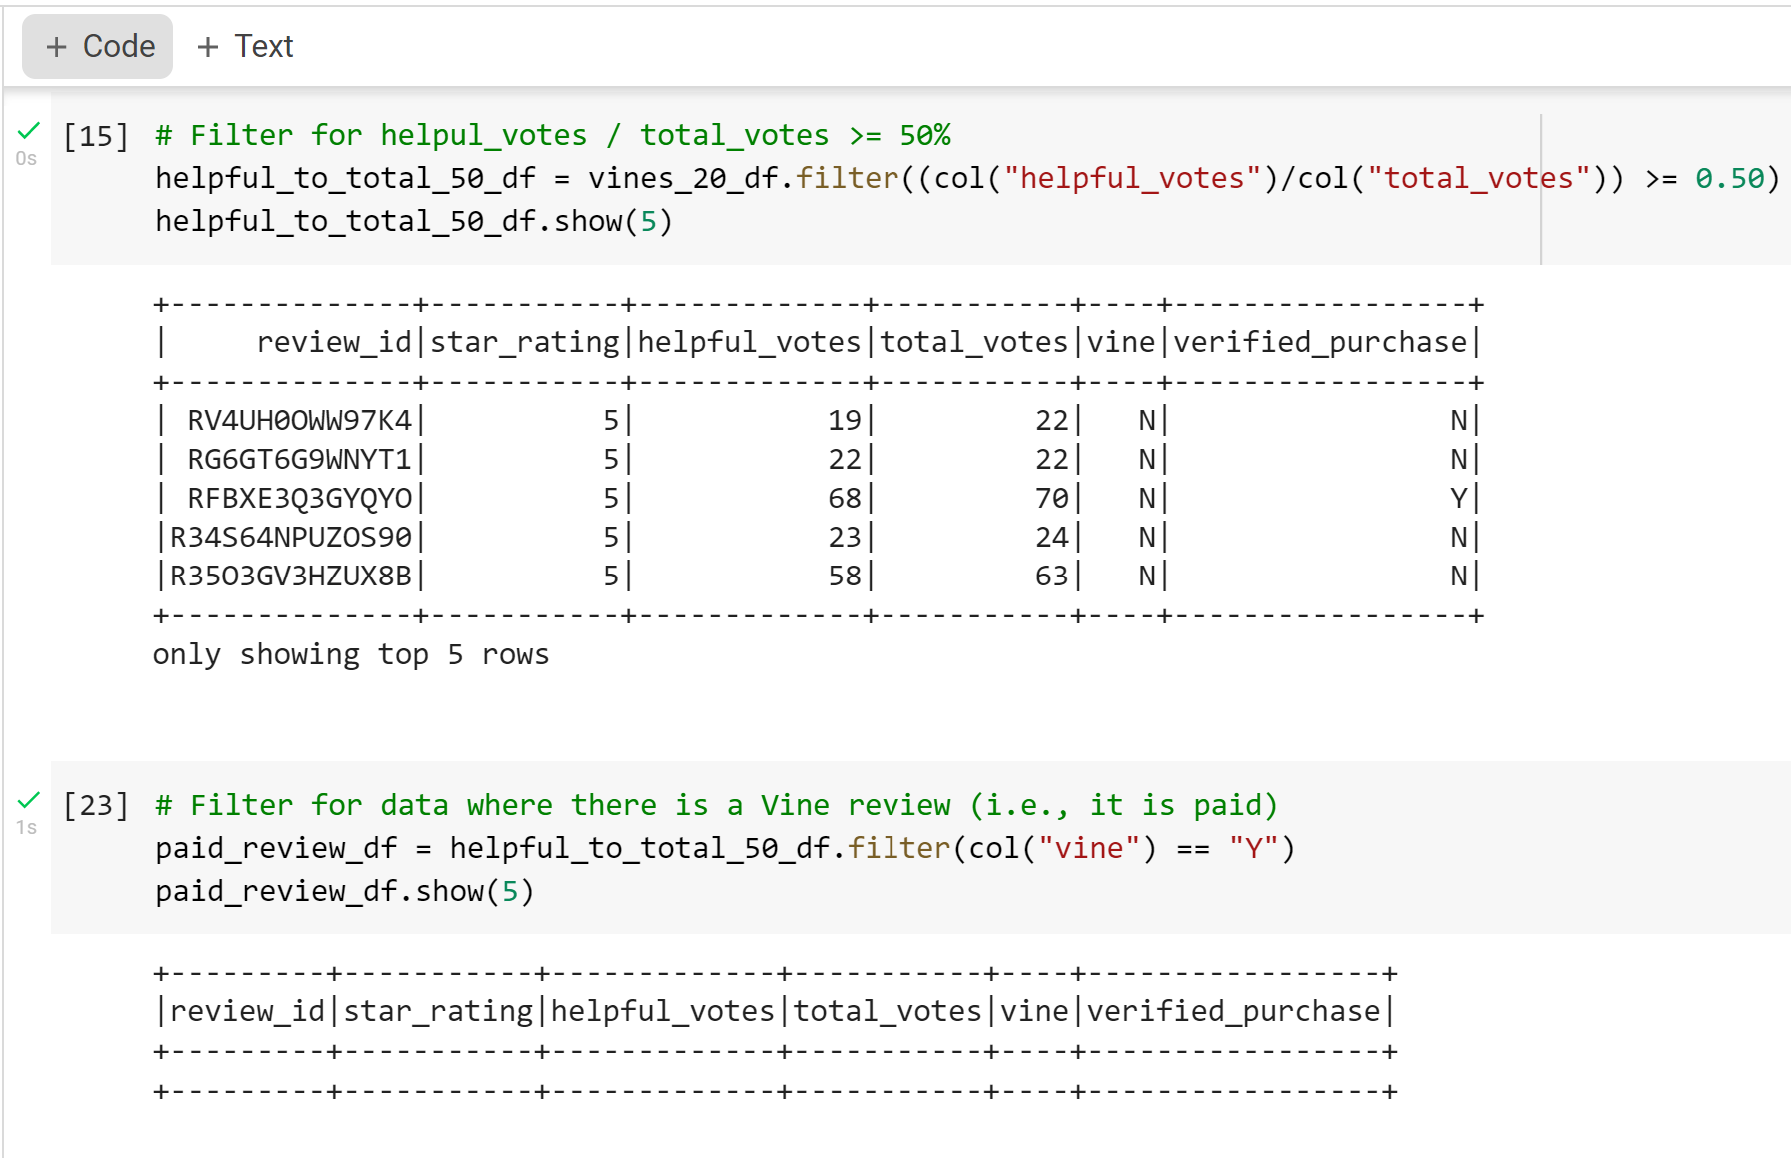 + Code + Text
0s
[15] # Filter for helpul_votes / total_votes >= 50%
helpful_to_total_50_df = vines_20_df.filter((col("helpful_votes")/col("total_votes")) >= 0.50)
helpful_to_total_50_df.show(5)
+--------------+-----------+-------------+-----------+----+-----------------+
|     review_id|star_rating|helpful_votes|total_votes|vine|verified_purchase|
+--------------+-----------+-------------+-----------+----+-----------------+
| RV4UH0OWW97K4|          5|           19|         22|   N|                N|
| RG6GT6G9WNYT1|          5|           22|         22|   N|                N|
| RFBXE3Q3GYQYO|          5|           68|         70|   N|                Y|
|R34S64NPUZOS90|          5|           23|         24|   N|                N|
|R35O3GV3HZUX8B|          5|           58|         63|   N|                N|
+--------------+-----------+-------------+-----------+----+-----------------+
only showing top 5 rows
1s
[23] # Filter for data where there is a Vine review (i.e., it is paid)
paid_review_df = helpful_to_total_50_df.filter(col("vine") == "Y")
paid_review_df.show(5)
+---------+-----------+-------------+-----------+----+-----------------+
|review_id|star_rating|helpful_votes|total_votes|vine|verified_purchase|
+---------+-----------+-------------+-----------+----+-----------------+
+---------+-----------+-------------+-----------+----+-----------------+